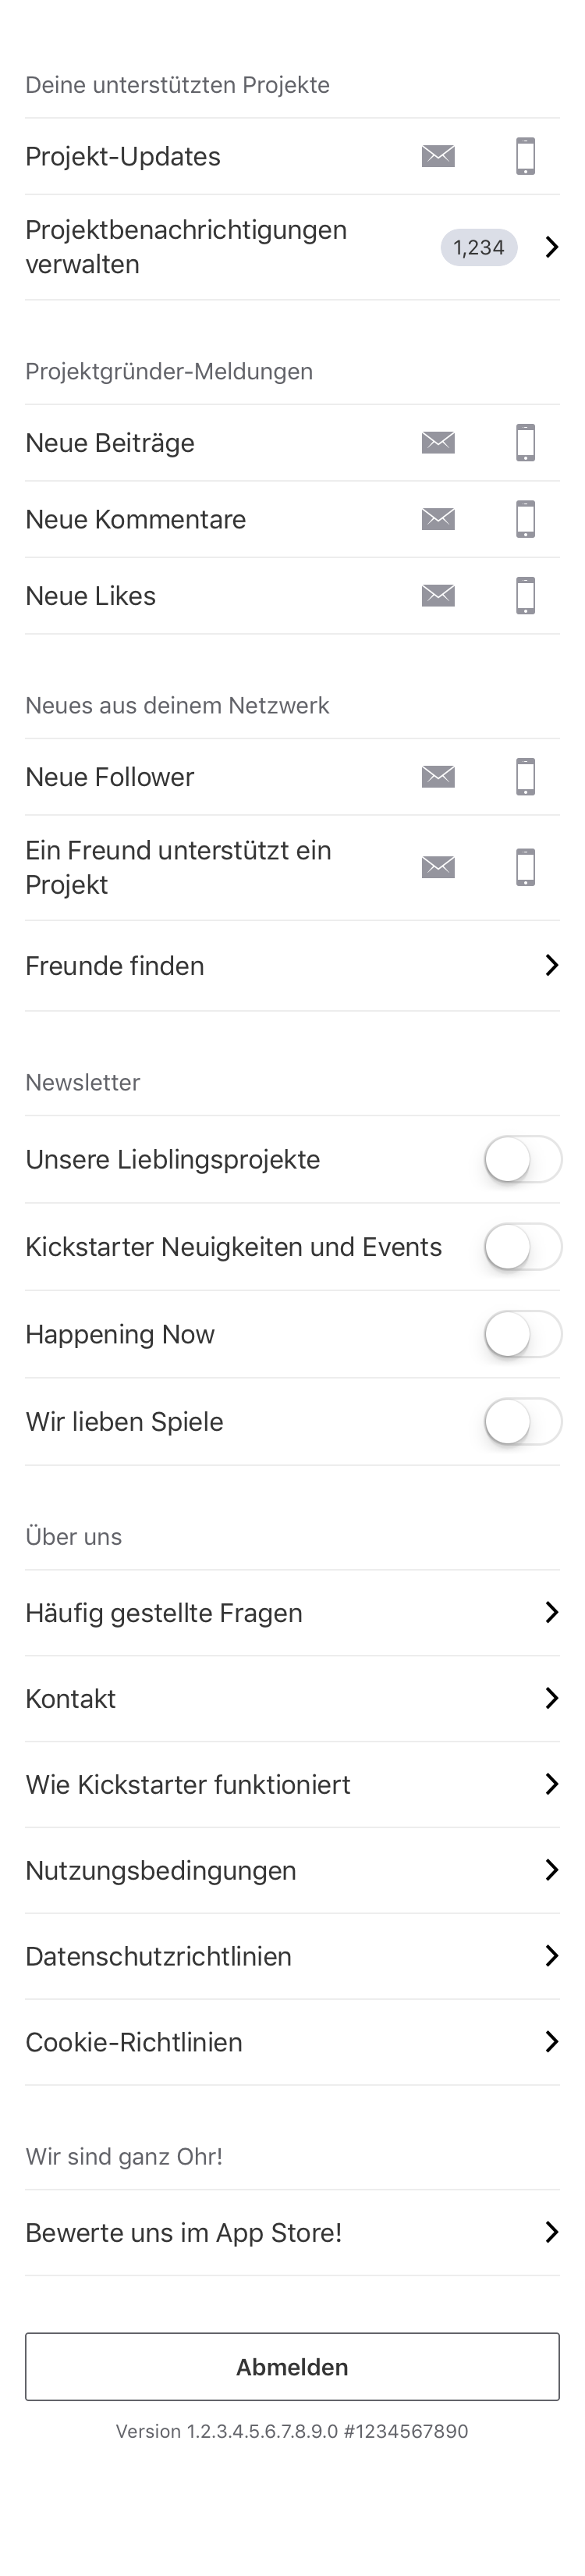 Deine unterstützten Projekte
Projekt-Updates
Projektbenachrichtigungen
verwalten
1,234
Projektgründer-Meldungen
Neue Beiträge
Neue Kommentare
Neue Likes
Neues aus deinem Netzwerk
Neue Follower
Ein Freund unterstützt ein
Projekt
Freunde finden
Newsletter
Unsere Lieblingsprojekte
Kickstarter Neuigkeiten und Events
Happening Now
Wir lieben Spiele
Über uns
Häufig gestellte Fragen
Kontakt
Wie Kickstarter funktioniert
Nutzungsbedingungen
Datenschutzrichtlinien
Cookie-Richtlinien
Wir sind ganz Ohr!
Bewerte uns im App Store!
Abmelden
Version 1.2.3.4.5.6.7.8.9.0 #1234567890